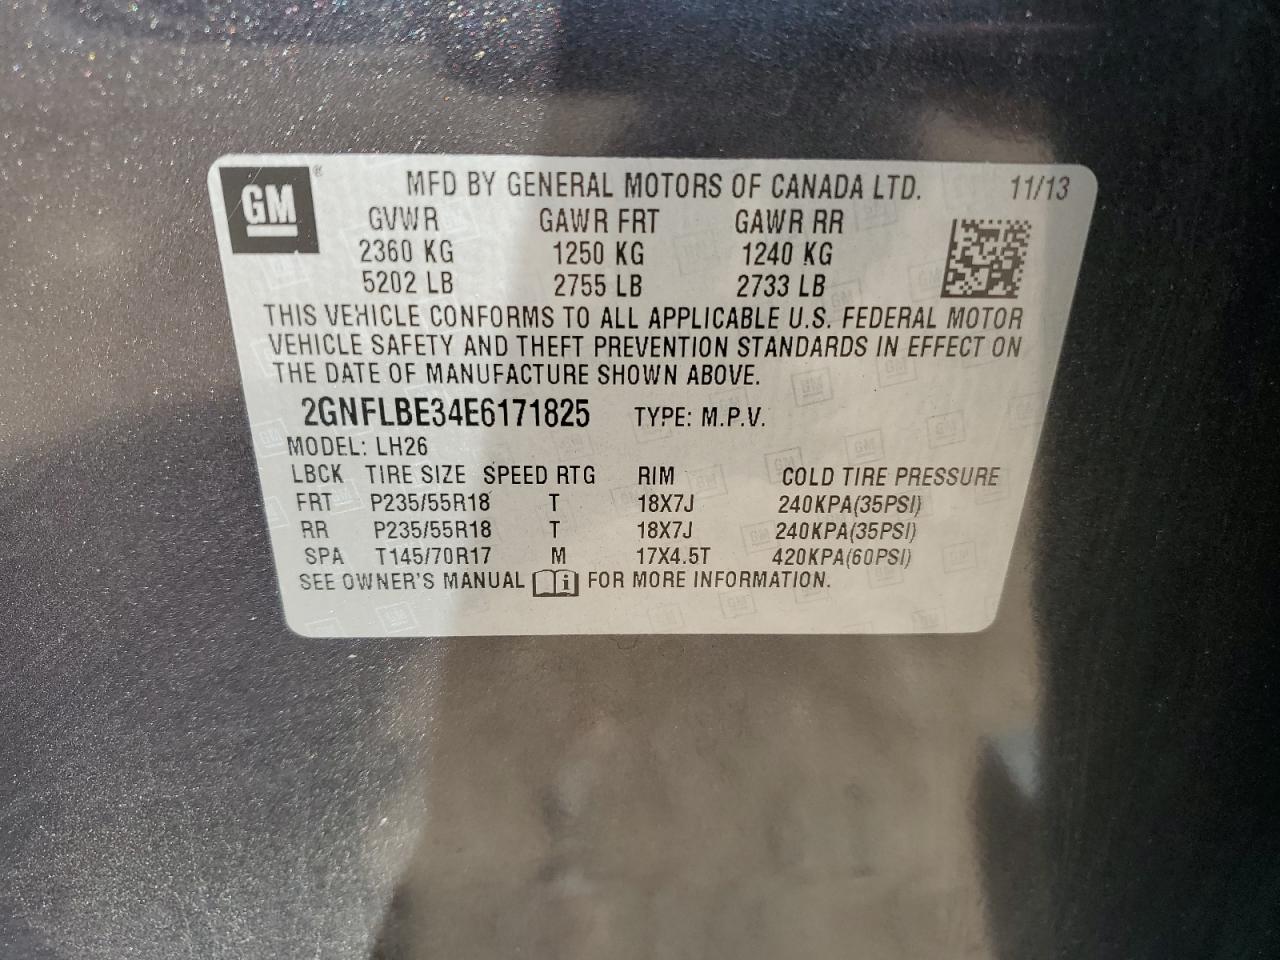 GM® MFD BY GENERAL MOTORS OF CANADA LTD. 11/13
GVWR GAWR FRT GAWR RR
2360 KG 1250 KG 1240 KG
5202 LB 2755 LB 2733 LB
THIS VEHICLE CONFORMS TO ALL APPLICABLE U.S. FEDERAL MOTOR
VEHICLE SAFETY AND THEFT PREVENTION STANDARDS IN EFFECT ON
THE DATE OF MANUFACTURE SHOWN ABOVE.
2GNFLBE34E6171825 TYPE: M.P.V.
MODEL: LH26
LBCK TIRE SIZE SPEED RTG RIM COLD TIRE PRESSURE
FRT P235/55R18 T 18X7J 240KPA(35PSI)
RR P235/55R18 T 18X7J 240KPA(35PSI)
SPA T145/70R17 M 17X4.5T 420KPA(60PSI)
SEE OWNER'S MANUAL i FOR MORE INFORMATION.